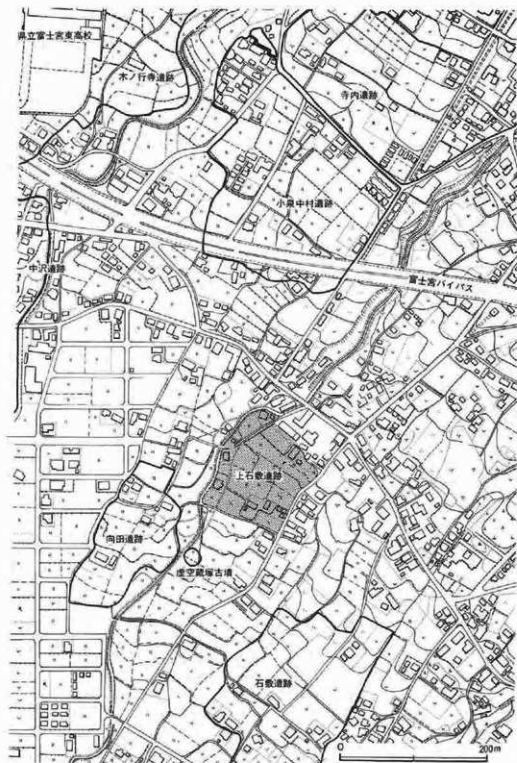 県立富士宮東高校
木ノ行寺遺跡
寺内遺跡
小泉中村遺跡
中沢遺跡
富士宮バイパス
上石敷遺跡
向田遺跡
虚空蔵塚古墳
石敷遺跡
0 200m